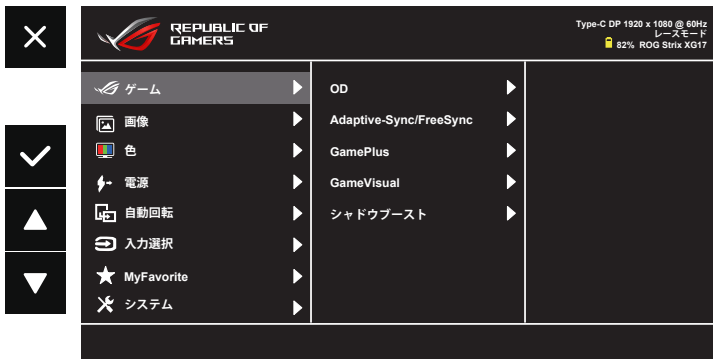 REPUBLIC OF
GAMERS
Type-C DP 1920 x 1080 @ 60Hz
レースモード
82% ROG Strix XG17
ゲーム
画像
色
電源
自動回転
入力選択
MyFavorite
システム
OD
Adaptive-Sync/FreeSync
GamePlus
GameVisual
シャドウブースト